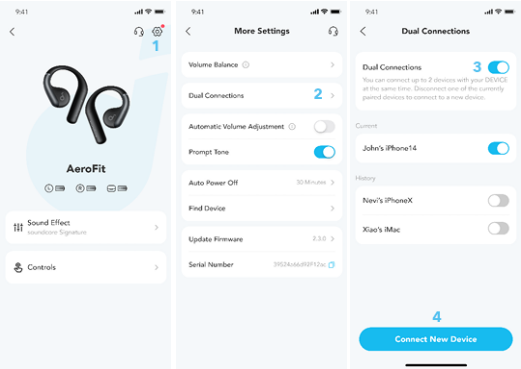 9:41
1
AeroFit
Sound Effect
soundcore Signature
Controls
9:41
More Settings
Volume Balance
Dual Connections
2
Automatic Volume Adjustment
Prompt Tone
Auto Power Off
30 Minutes
Find Device
Update Firmware
Serial Number
9:41
Dual Connections
Dual Connections
3
You can connect up to 2 devices with your DEVICE
at the same time. Disconnect one of the currently
paired devices to connect to a new device.
Current
John's iPhone14
History
Nevi's iPhoneX
Xiao's iMac
4
Connect New Device